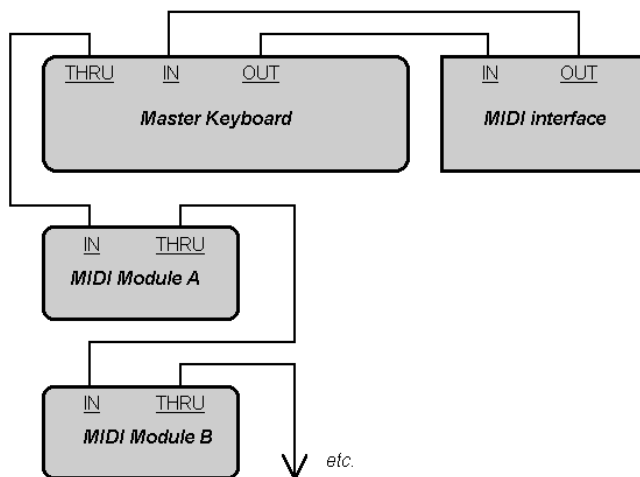 THRU IN OUT
Master Keyboard
IN OUT
MIDI interface
IN THRU
MIDI Module A
IN THRU
MIDI Module B
etc.